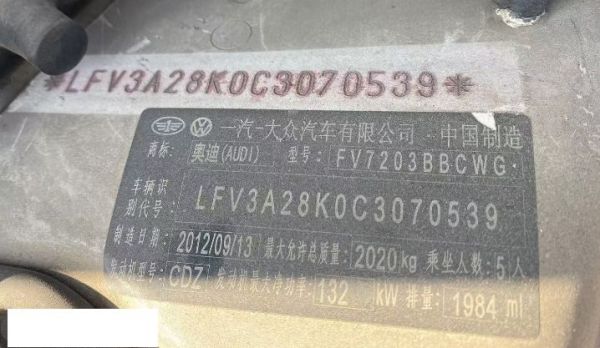 *LFV3A28K0C3070539*
一汽-大众汽车有限公司 中国制造
商标: 奥迪(AUDI) 型号: FV7203BBCWG
车辆识
别代号: LFV3A28K0C3070539
制造日期: 2012/09/13 最大允许总质量: 2020kg 乘坐人数: 5人
发动机型号: CDZ 发动机最大净功率: 132 kW 排量: 1984 ml